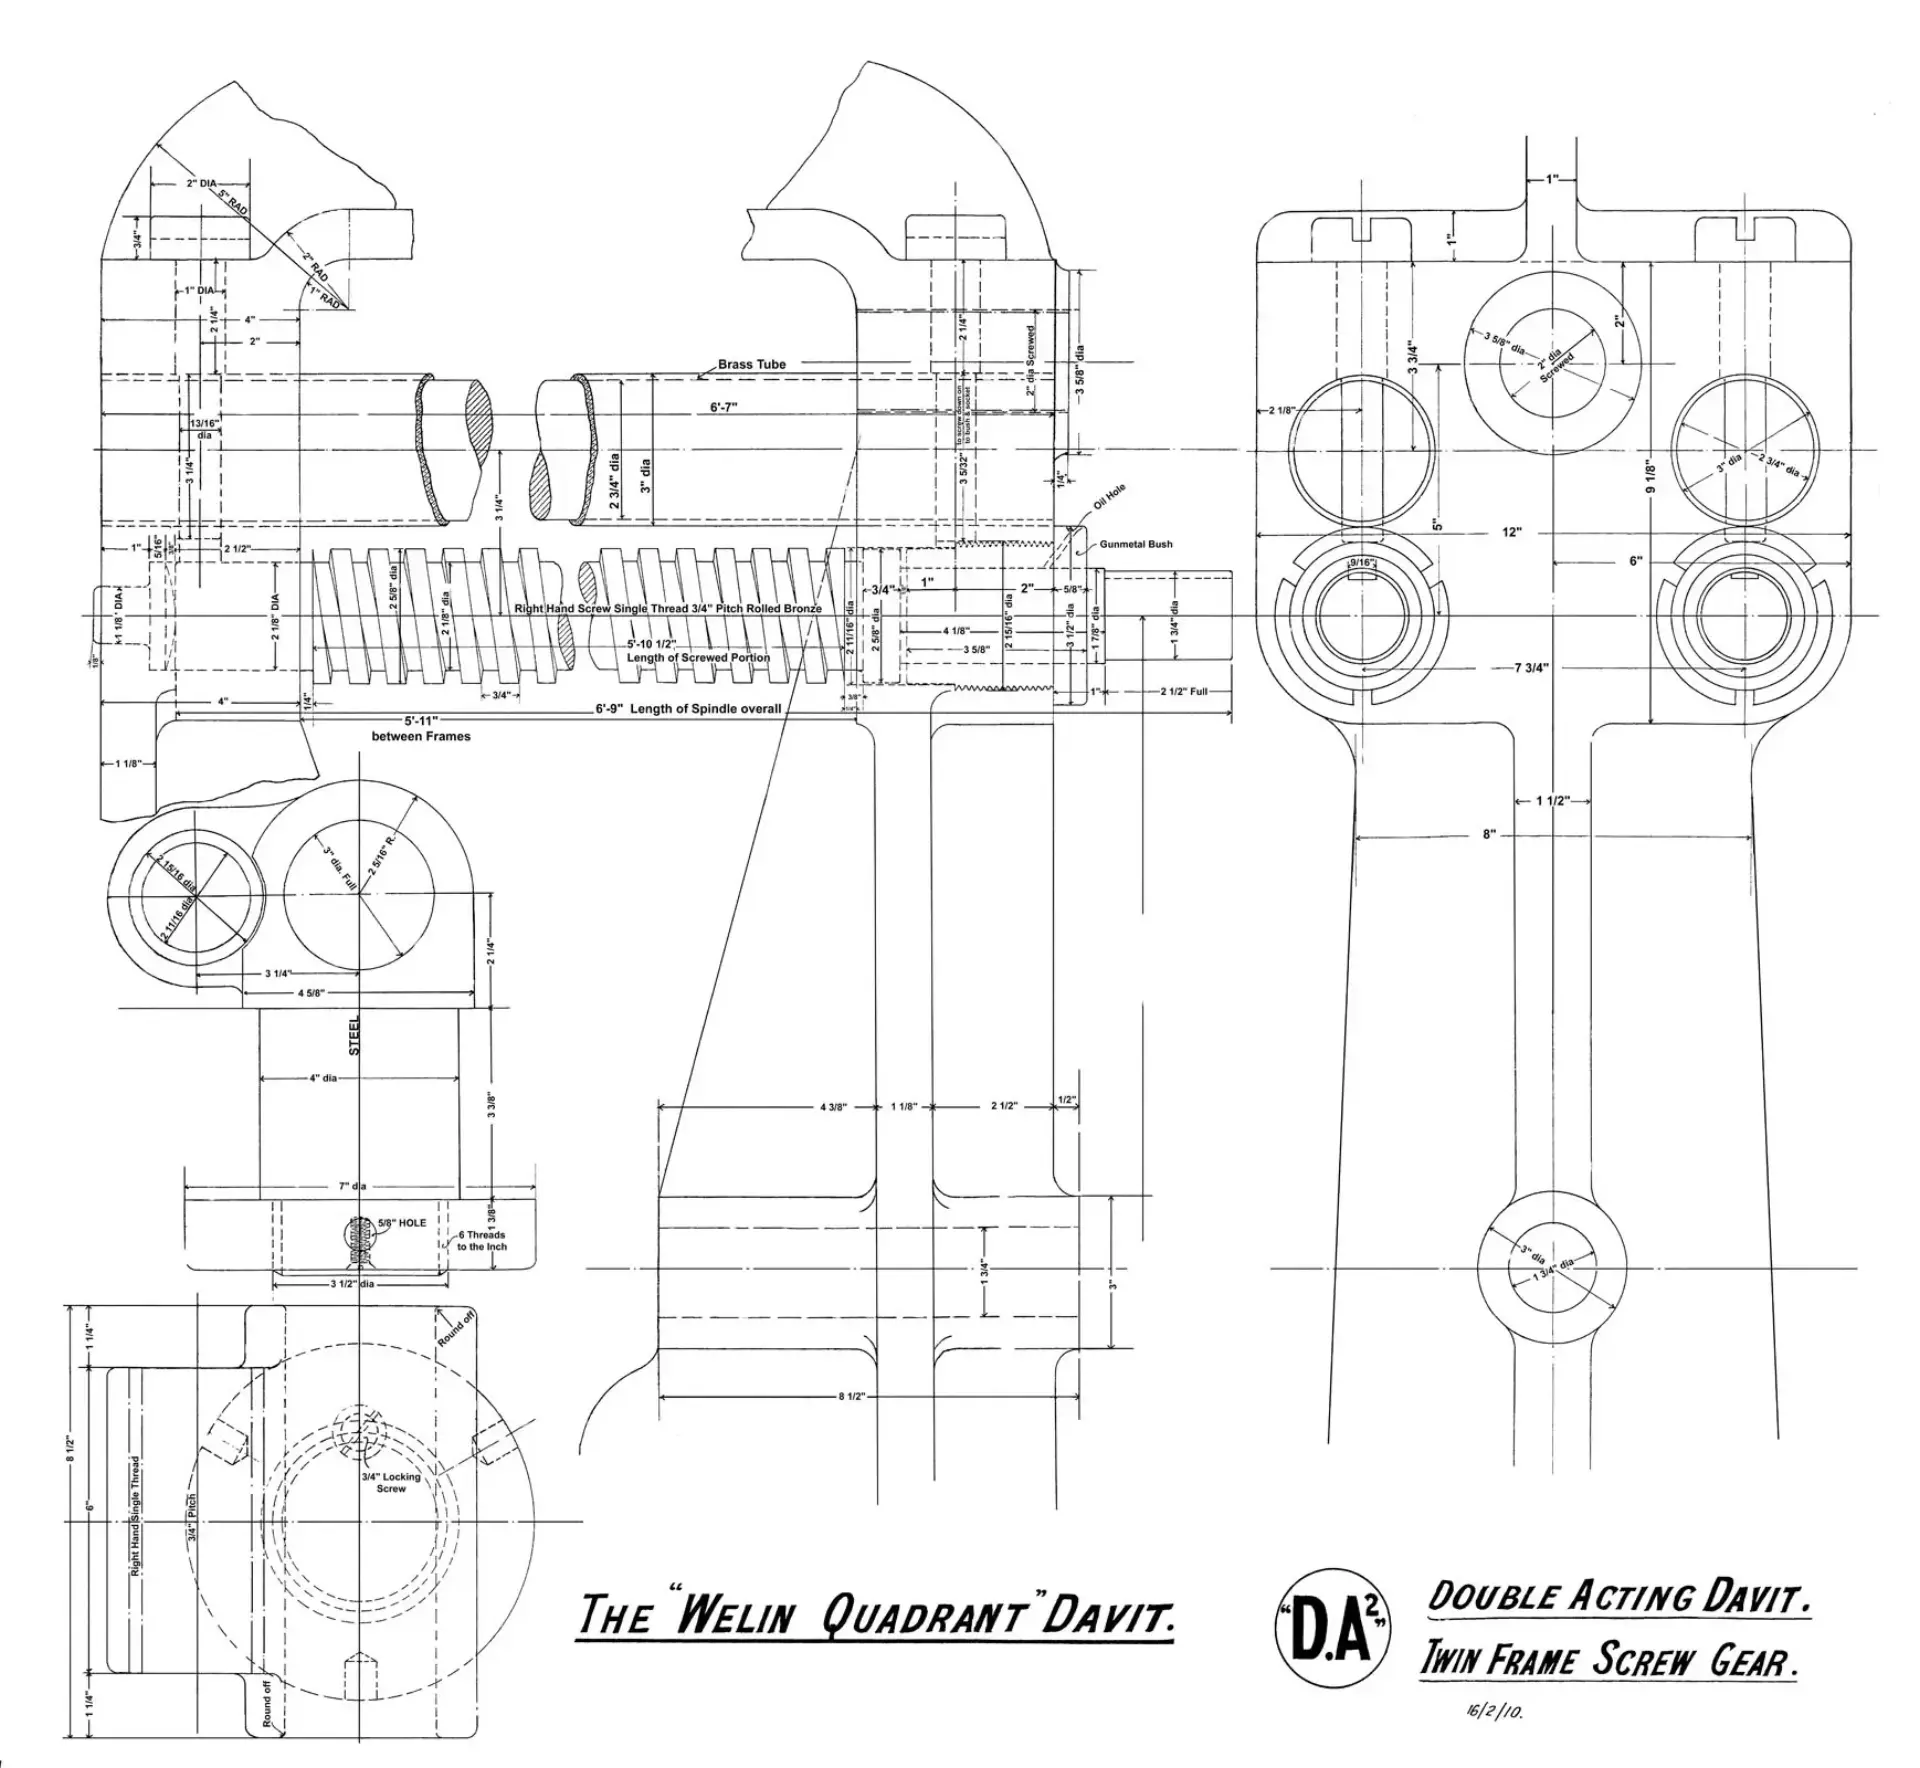 2" DIA
5" RAD
3/4"
2" RAD
1" RAD
1" DIA
2 1/4"
4"
2"
Brass Tube
6'-7"
13/16"
dia
3 1/4"
3 1/4"
2 3/4" dia
3" dia
2 1/4"
2" dia Screwed
3 5/8" dia
to screw down on
to bush & socket
3 5/32"
1/4"
Oil Hole
Gunmetal Bush
1"
5/16"
3/8"
2 1/2"
1 1/8" DIA
1/8"
2 1/8" DIA
2 5/8" dia
2 1/8" dia
Right Hand Screw Single Thread 3/4" Pitch Rolled Bronze
5'-10 1/2"
Length of Screwed Portion
3/4"
2 11/16" dia
2 5/8" dia
3/4"
1"
2"
5/8"
4 1/8"
3 5/8"
2 15/16" dia
3 1/2" dia
1 7/8" dia
1 3/4" dia
3/8"
1"
2 1/2" Full
4"
1/4"
6'-9" Length of Spindle overall
5'-11"
between Frames
1 1/8"
1"
1"
3 5/8" dia
2" dia
Screwed
2"
3 3/4"
2 1/8"
9 1/8"
3" dia
2 3/4" dia
5"
12"
9/16"
6"
7 3/4"
1 1/2"
8"
3" dia
1 3/4" dia
2 15/16 dia
2 11/16 dia
3" dia. Full
2 5/16" R.
3 1/4"
4 5/8"
2 1/4"
STEEL
4" dia
3 3/8"
7" dia
5/8" HOLE
6 Threads
to the Inch
1 3/8"
3 1/2" dia
4 3/8"
1 1/8"
2 1/2"
1/2"
1 3/4"
3"
8 1/2"
1 1/4"
Round off
8 1/2"
6"
Right Hand Single Thread
3/4" Pitch
3/4" Locking
Screw
1 1/4"
Round off
THE "WELIN QUADRANT" DAVIT.
"D.A²"
DOUBLE ACTING DAVIT.
TWIN FRAME SCREW GEAR.
16/2/10.